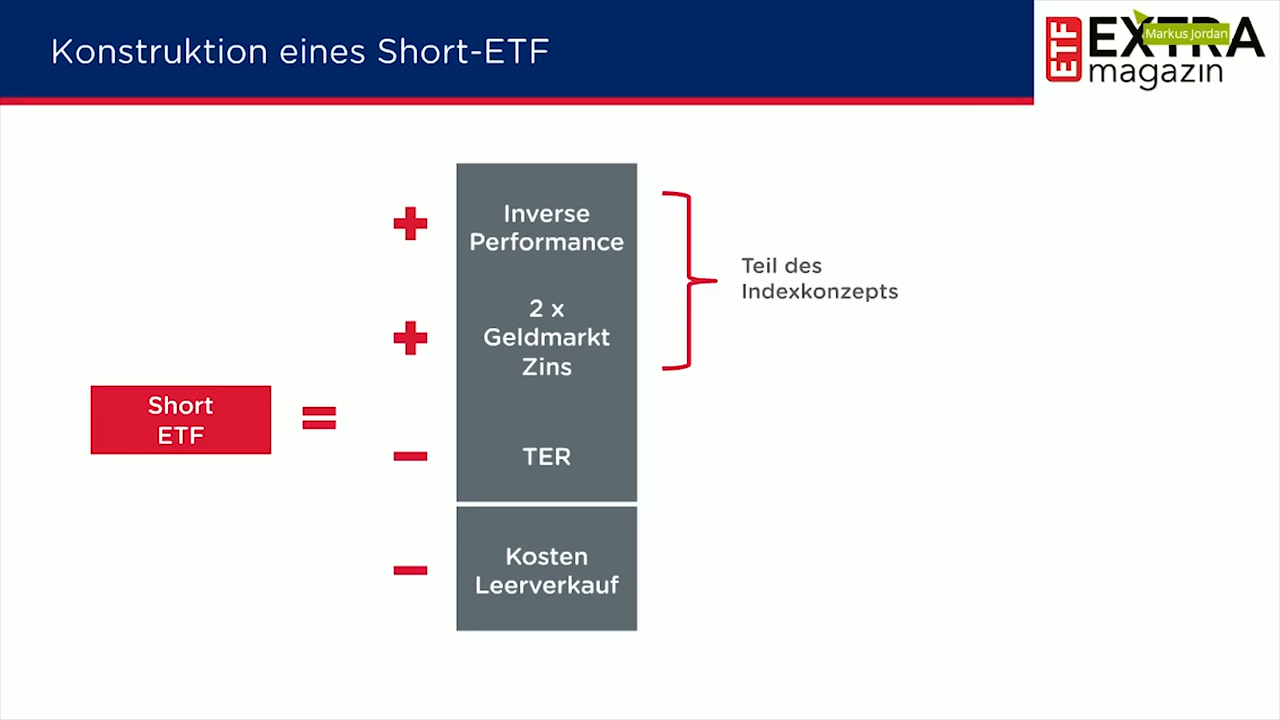 Konstruktion eines Short-ETF
ETF EXTRA
magazin
Markus Jordan
Inverse
Performance
2 x
Geldmarkt
Zins
Teil des
Indexkonzepts
Short
ETF
TER
Kosten
Leerverkauf